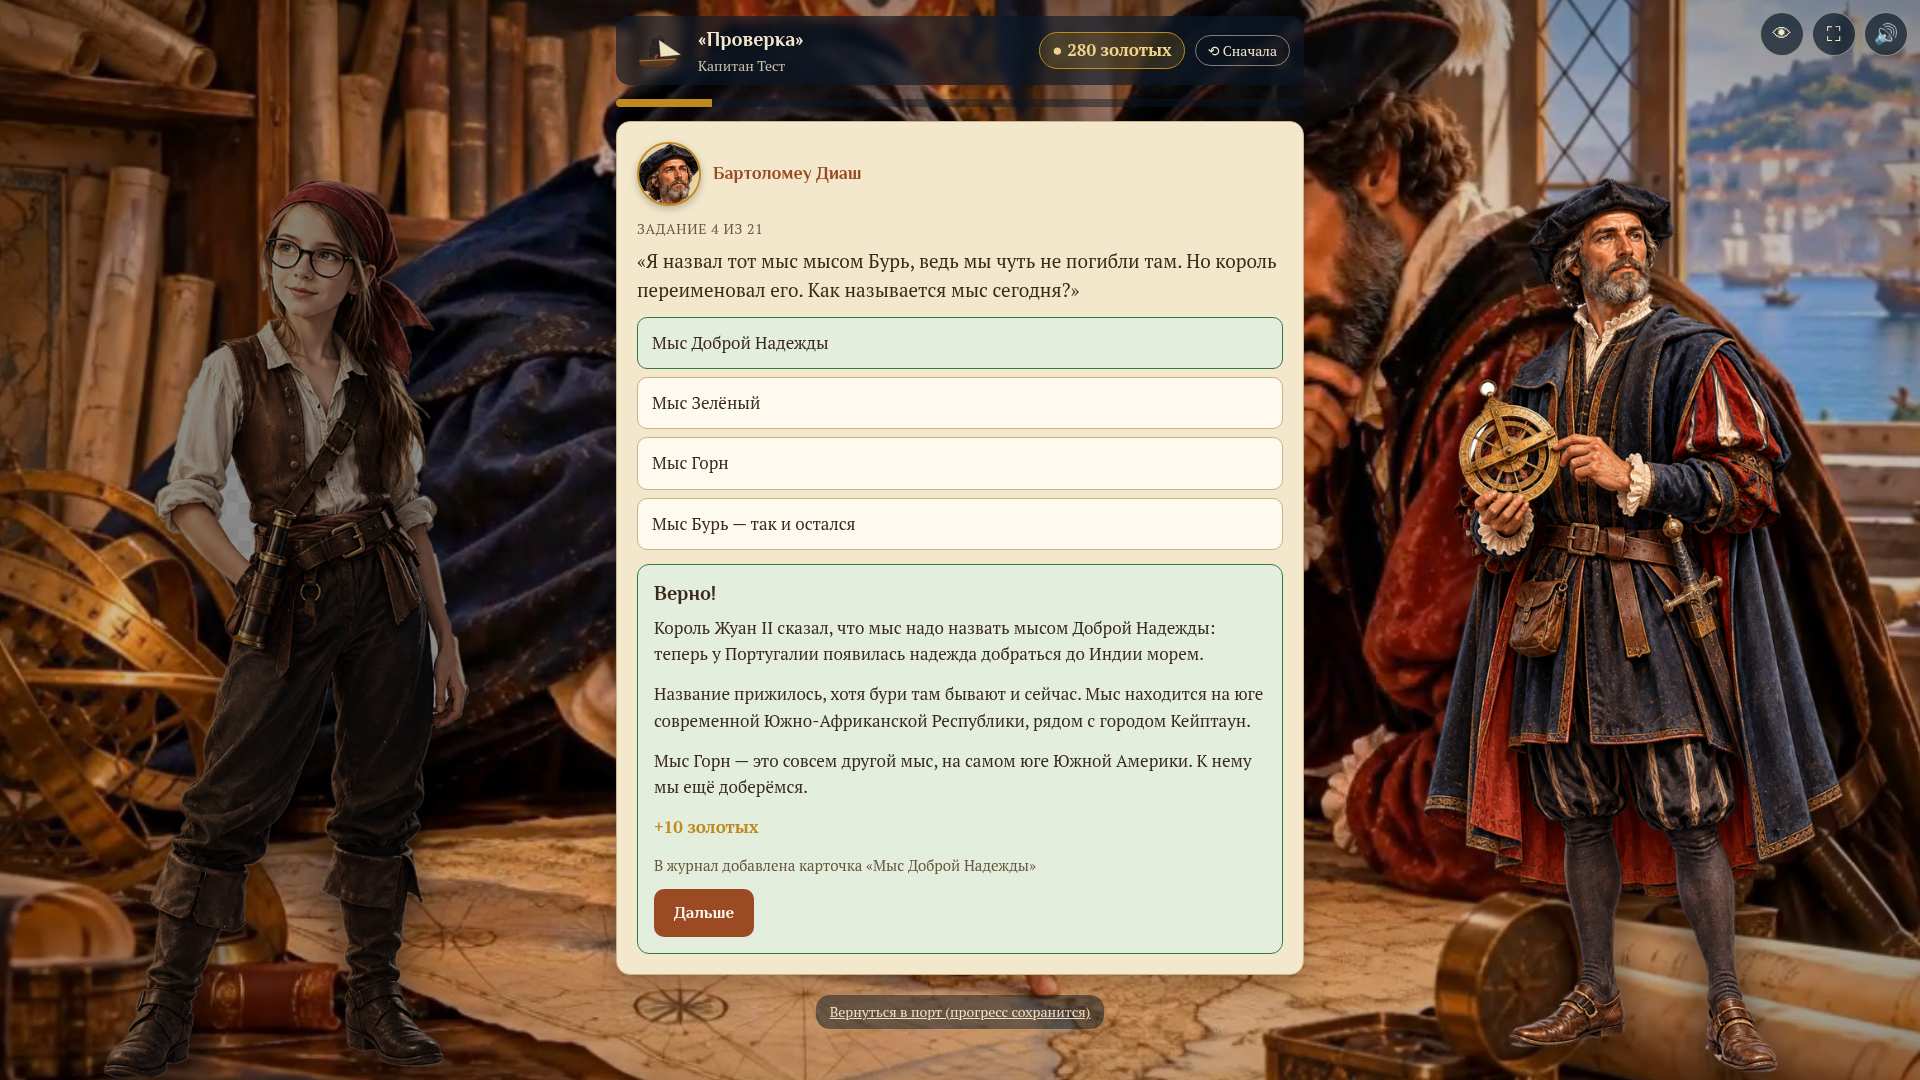 «Проверка»
Капитан Тест
● 280 золотых
⟲ Сначала
Бартоломеу Диаш
ЗАДАНИЕ 4 ИЗ 21
«Я назвал тот мыс мысом Бурь, ведь мы чуть не погибли там. Но король
переименовал его. Как называется мыс сегодня?»
Мыс Доброй Надежды
Мыс Зелёный
Мыс Горн
Мыс Бурь — так и остался
Верно!
Король Жуан II сказал, что мыс надо назвать мысом Доброй Надежды:
теперь у Португалии появилась надежда добраться до Индии морем.
Название прижилось, хотя бури там бывают и сейчас. Мыс находится на юге
современной Южно-Африканской Республики, рядом с городом Кейптаун.
Мыс Горн — это совсем другой мыс, на самом юге Южной Америки. К нему
мы ещё доберёмся.
+10 золотых
В журнал добавлена карточка «Мыс Доброй Надежды»
Дальше
Вернуться в порт (прогресс сохранится)